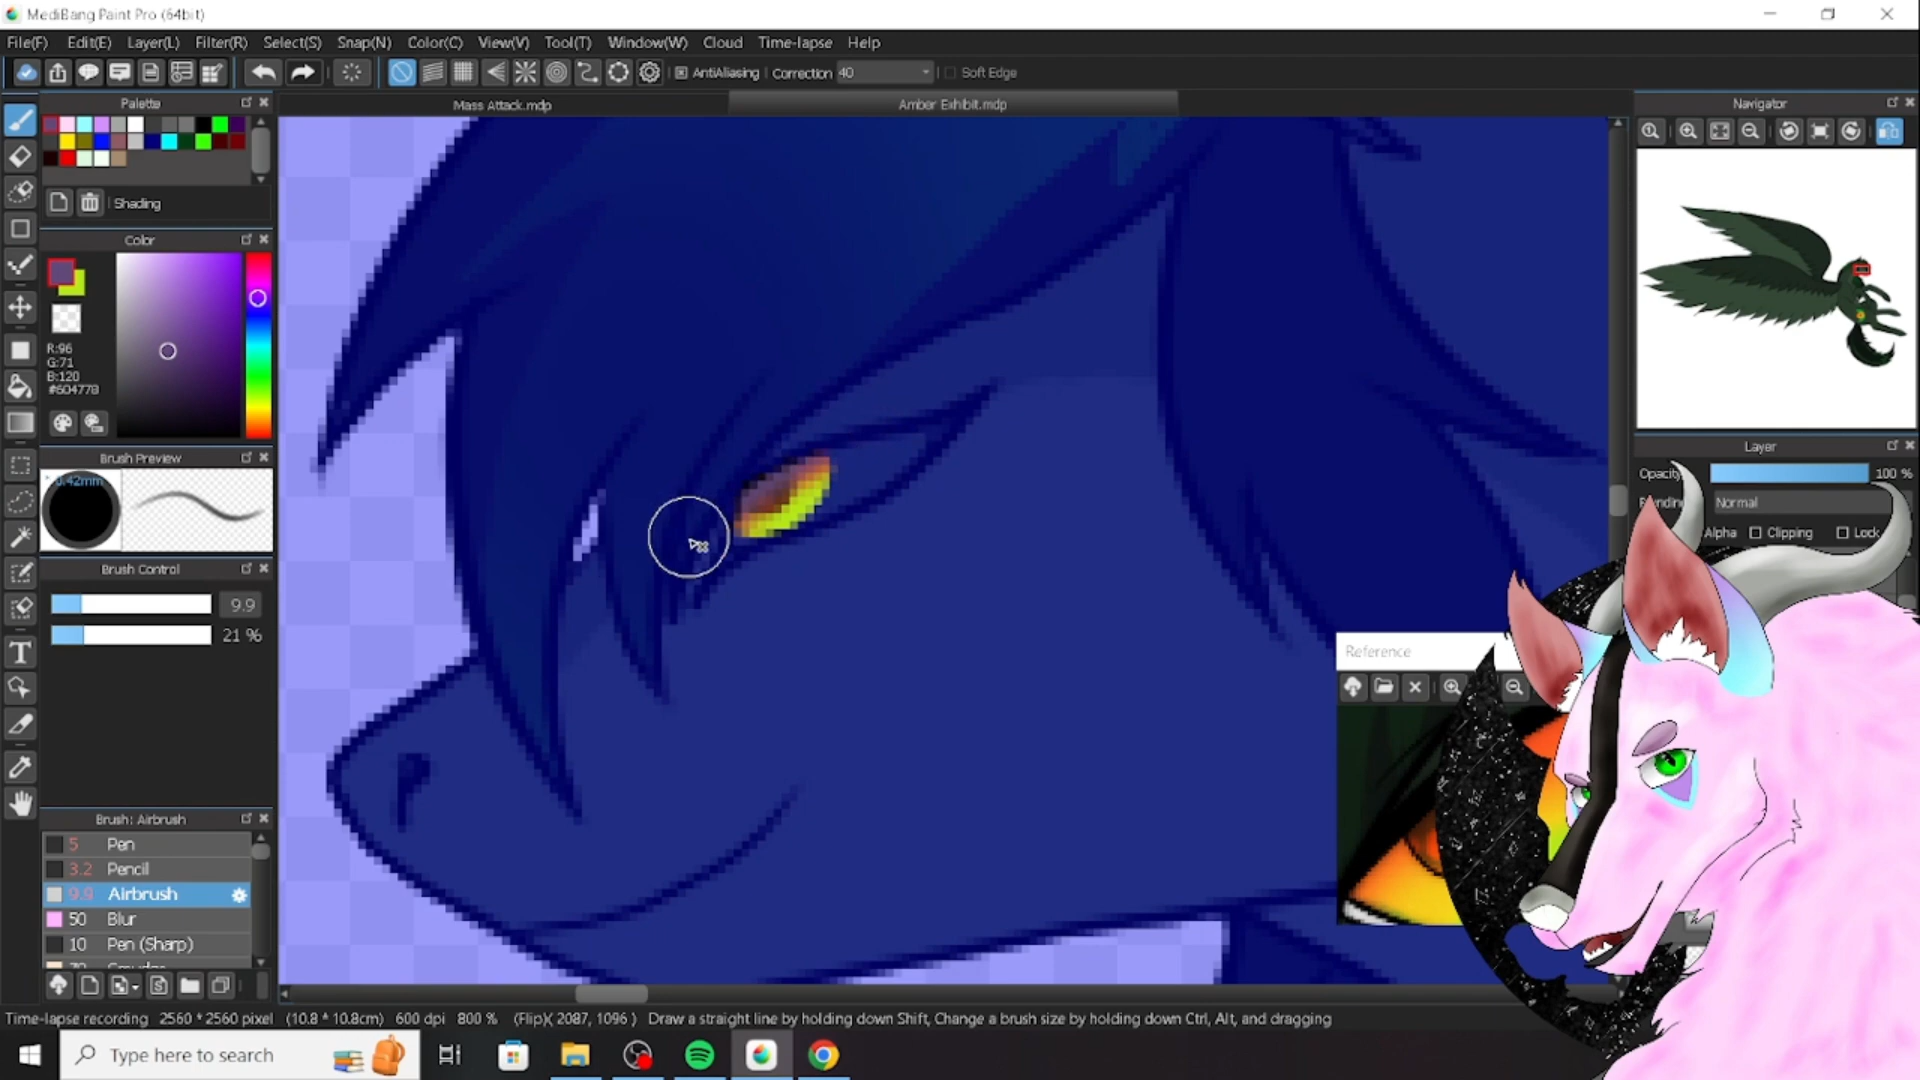 MediBang Paint Pro (64bit)
File(F) Edit(E) Layer(L) Filter(R) Select(S) Snap(N) Color(C) View(V) Tool(T) Window(W) Cloud Time-lapse Help
AntiAliasing Correction 40 Soft Edge
Palette
Mass Attack.mdp
Amber Exhibit.mdp
Navigator
Shading
Color
R:96
G:71
B:120
#604778
Brush Preview
0.42mm
Layer
Opacity 100 %
Normal
Alpha Clipping Lock
Brush Control
9.9
21 %
Reference
Brush: Airbrush
5 Pen
3.2 Pencil
9.9 Airbrush
50 Blur
10 Pen (Sharp)
Time-lapse recording 2560 * 2560 pixel (10.8 * 10.8cm) 600 dpi 800 % (Flip)( 2087, 1096 ) Draw a straight line by holding down Shift, Change a brush size by holding down Ctrl, Alt, and dragging
T
Type here to search